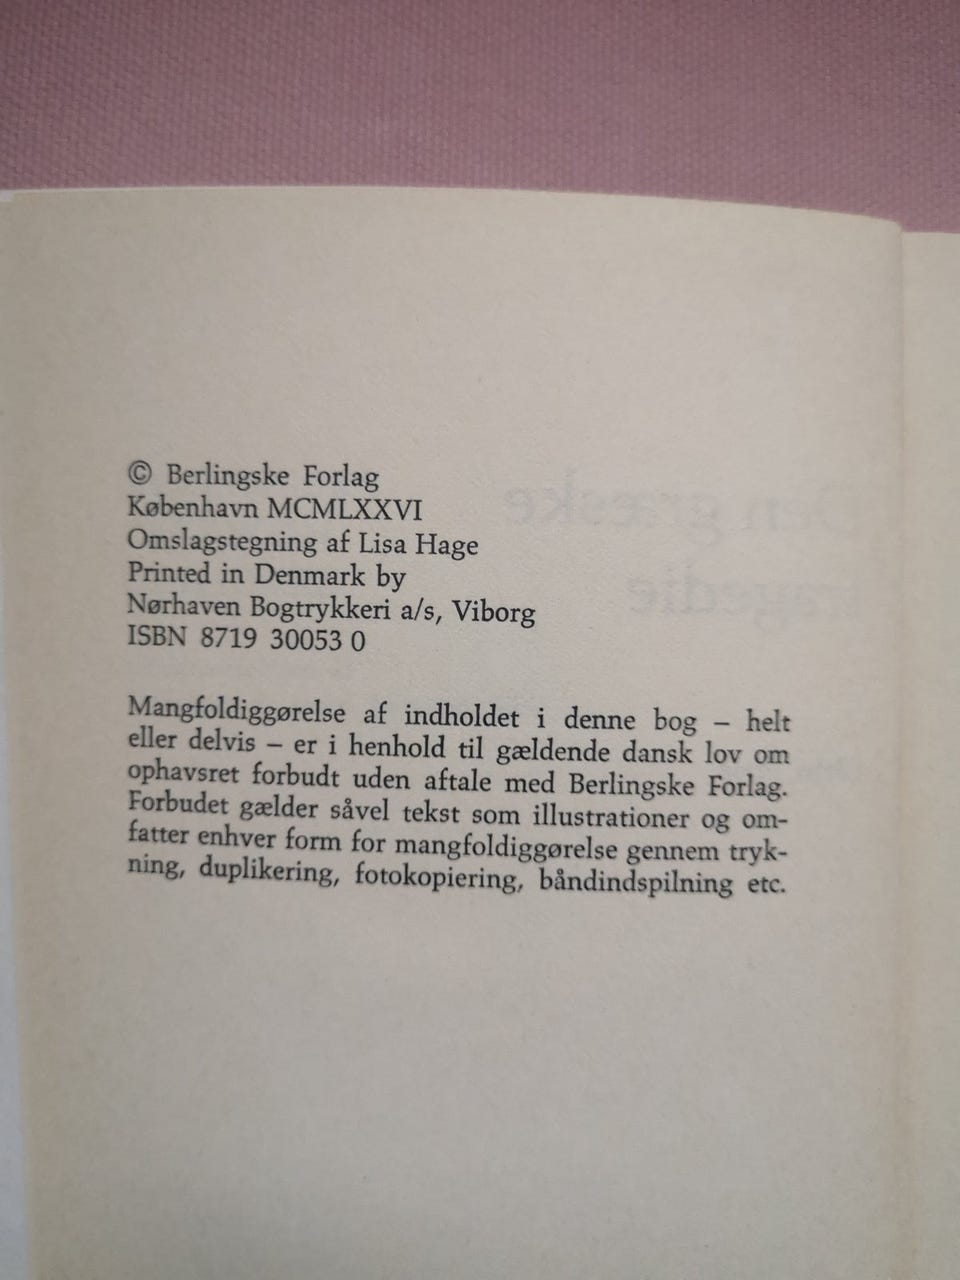 © Berlingske Forlag
København MCMLXXVI
Omslagstegning af Lisa Hage
Printed in Denmark by
Nørhaven Bogtrykkeri a/s, Viborg
ISBN 8719 30053 0
Mangfoldiggørelse af indholdet i denne bog – helt
eller delvis – er i henhold til gældende dansk lov om
ophavsret forbudt uden aftale med Berlingske Forlag.
Forbudet gælder såvel tekst som illustrationer og om-
fatter enhver form for mangfoldiggørelse gennem tryk-
ning, duplikering, fotokopiering, båndindspilning etc.